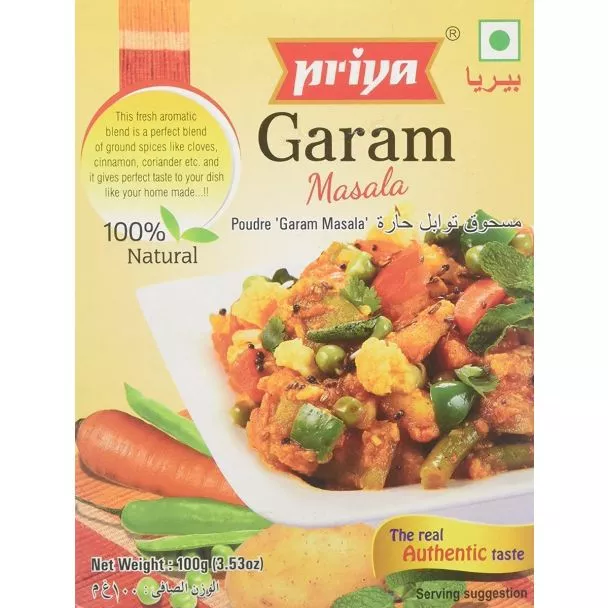 priya
®
بيريا
Garam
Masala
Poudre 'Garam Masala' مسحوق توابل حارة
This fresh aromatic
blend is a perfect blend
of ground spices like cloves,
cinnamon, coriander etc. and
it gives perfect taste to your dish
like your home made...!!
100%
Natural
The real
Authentic taste
Net Weight : 100g (3.53oz)
الوزن الصافي : ١٠٠ غ م
Serving suggestion